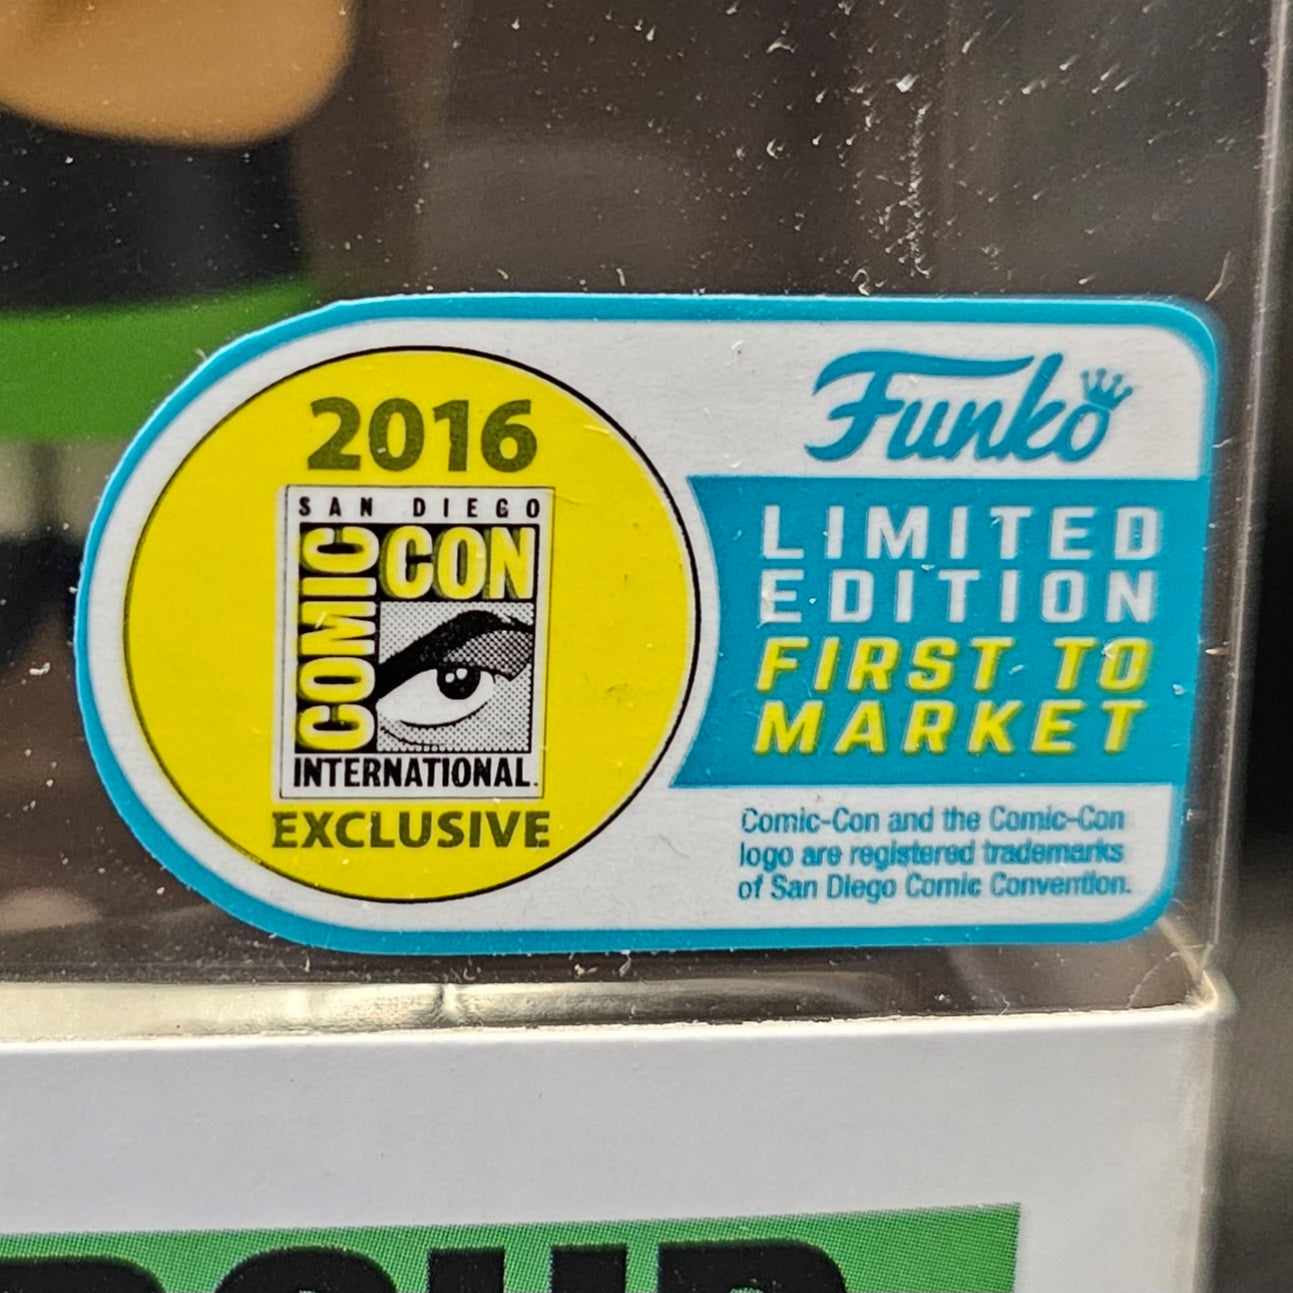 2016
SAN DIEGO
COMIC CON
INTERNATIONAL.
EXCLUSIVE
Funko
LIMITED
EDITION
FIRST TO
MARKET
Comic-Con and the Comic-Con
logo are registered trademarks
of San Diego Comic Convention.